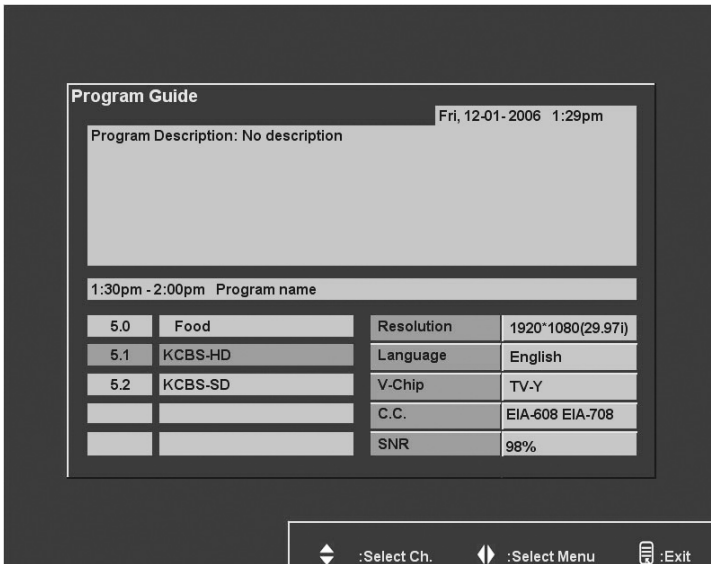 Program Guide
Fri, 12-01- 2006 1:29pm
Program Description: No description
1:30pm - 2:00pm Program name
5.0 Food Resolution 1920*1080(29.97i)
5.1 KCBS-HD Language English
5.2 KCBS-SD V-Chip TV-Y
C.C. EIA-608 EIA-708
SNR 98%
:Select Ch. :Select Menu :Exit